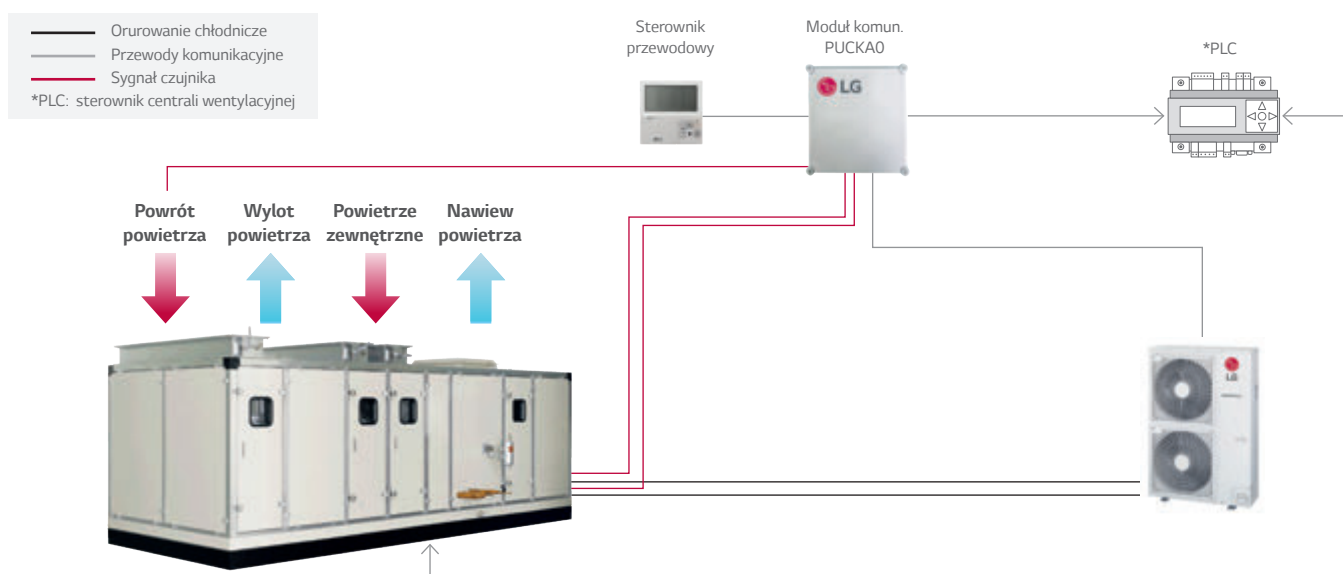 Orurowanie chłodnicze
Przewody komunikacyjne
Sygnał czujnika
*PLC: sterownik centrali wentylacyjnej
Sterownik
przewodowy
Moduł komun.
PUCKA0
*PLC
LG
Powrót
powietrza
Wylot
powietrza
Powietrze
zewnętrzne
Nawiew
powietrza
LG